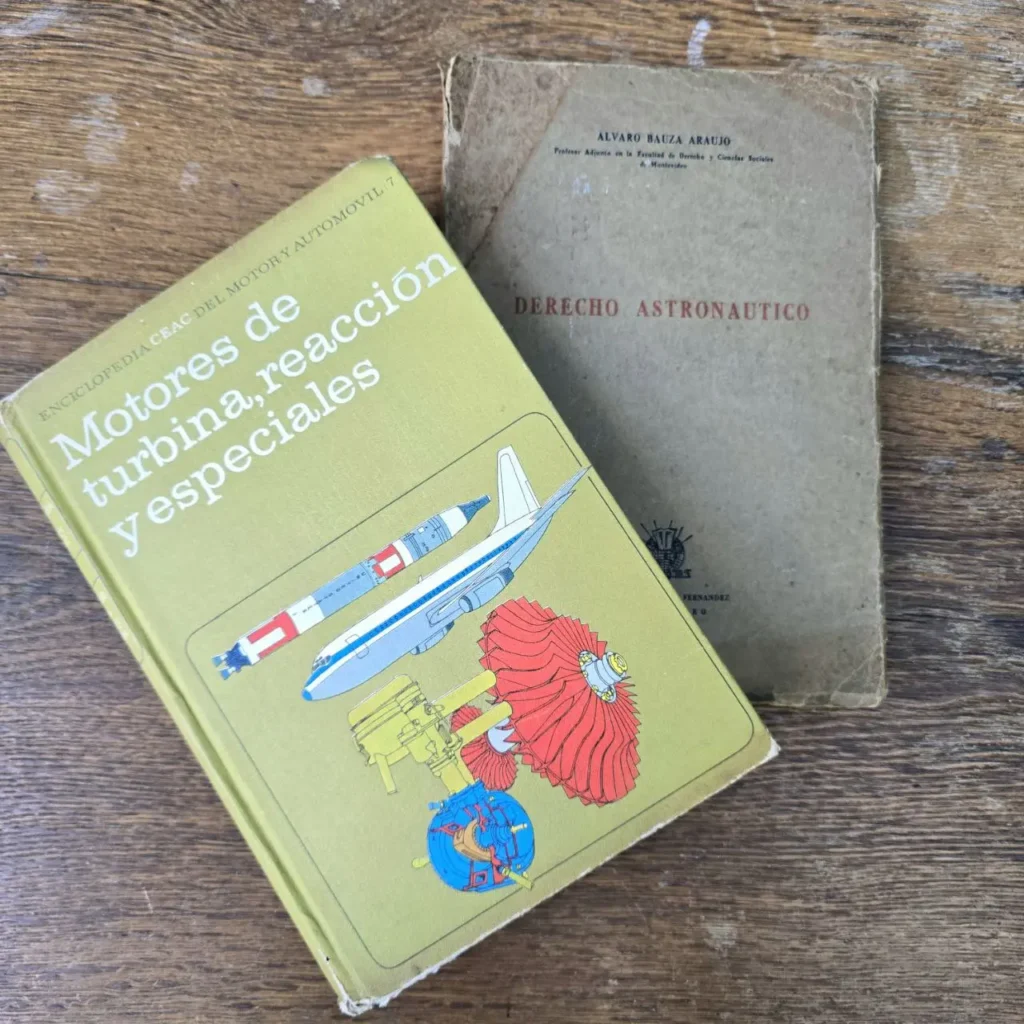 ENCICLOPEDIA CEAC DEL MOTOR Y AUTOMOVIL / 7
Motores de
turbina, reacción
y especiales
ALVARO BAUZA ARAUJO
Profesor Adjunto en la Facultad de Derecho y Ciencias Sociales
de Montevideo
DERECHO ASTRONAUTICO
FERNANDEZ